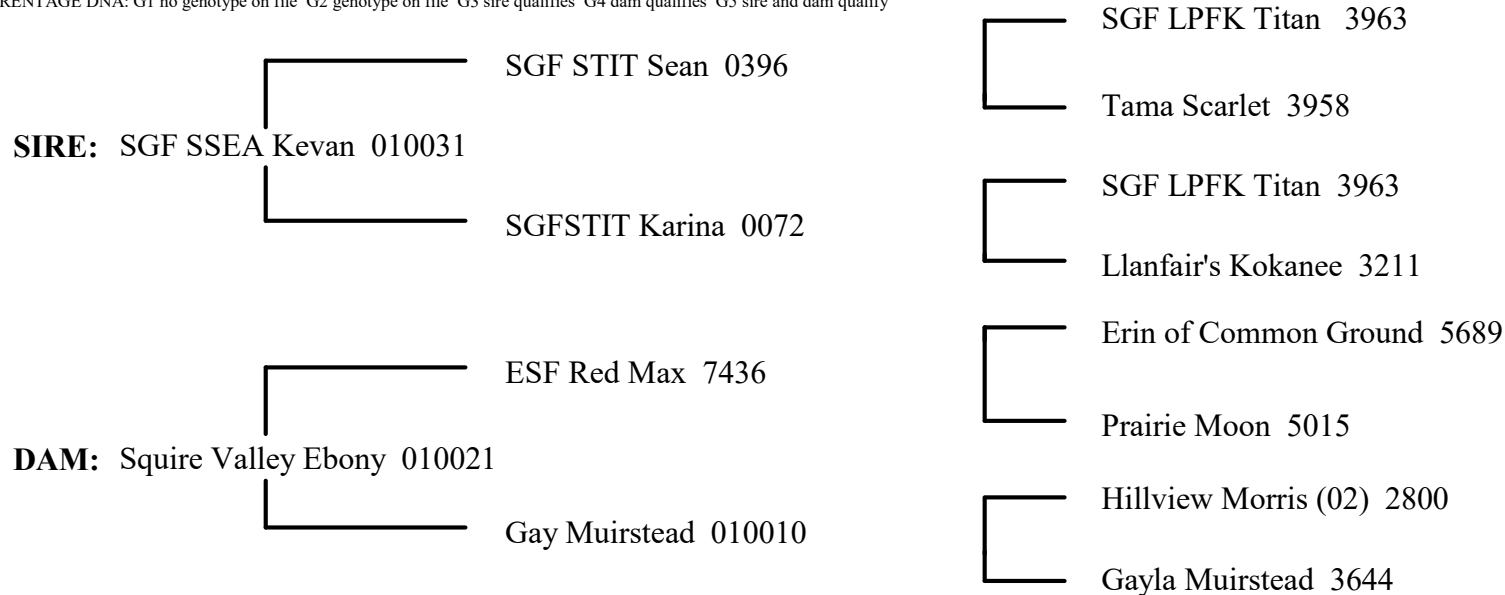 RENTAGE DNA: G1 no genotype on file G2 genotype on file G3 sire qualifies G4 dam qualifies G5 sire and dam qualify
SGF LPFK Titan 3963
SGF STIT Sean 0396
Tama Scarlet 3958
SIRE: SGF SSEA Kevan 010031
SGF LPFK Titan 3963
SGFSTIT Karina 0072
Llanfair's Kokanee 3211
Erin of Common Ground 5689
ESF Red Max 7436
Prairie Moon 5015
DAM: Squire Valley Ebony 010021
Hillview Morris (02) 2800
Gay Muirstead 010010
Gayla Muirstead 3644